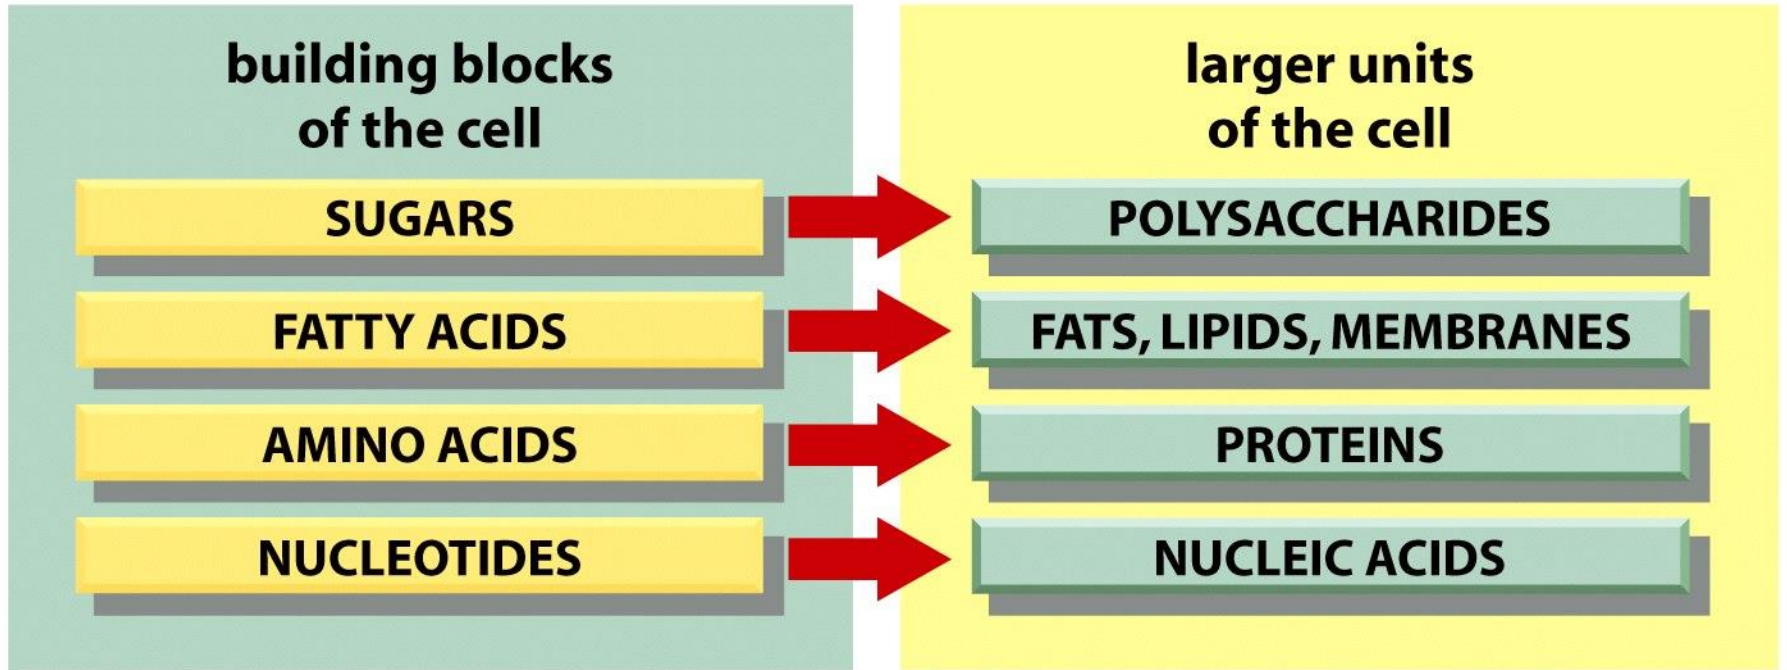 building blocks
of the cell
SUGARS
FATTY ACIDS
AMINO ACIDS
NUCLEOTIDES
larger units
of the cell
POLYSACCHARIDES
FATS, LIPIDS, MEMBRANES
PROTEINS
NUCLEIC ACIDS